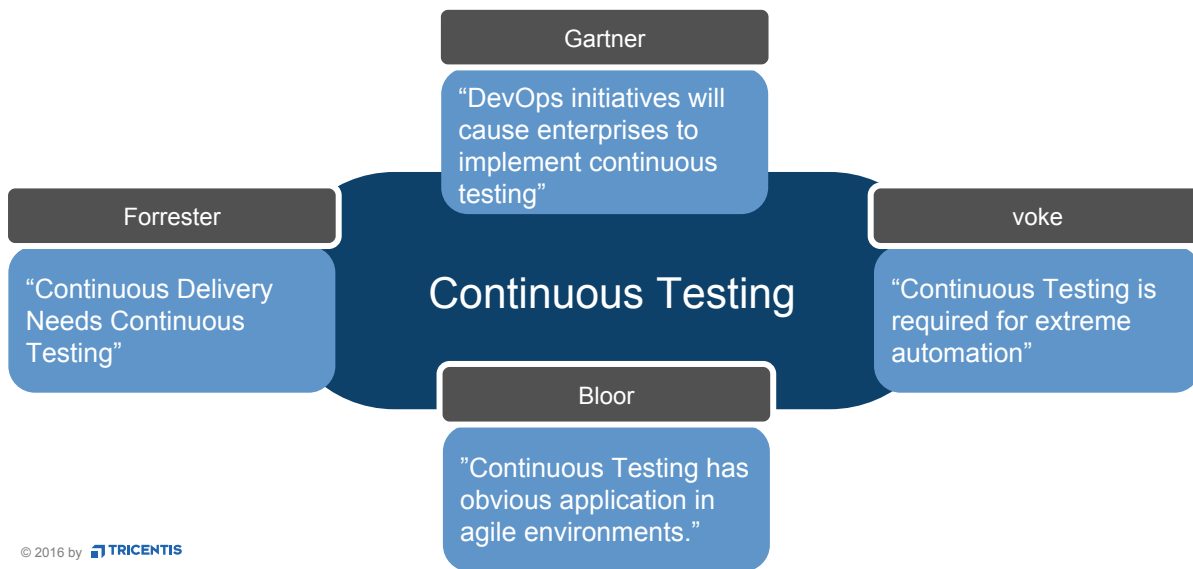 Gartner
“DevOps initiatives will
cause enterprises to
implement continuous
testing”
Forrester
“Continuous Delivery
Needs Continuous
Testing”
Continuous Testing
voke
“Continuous Testing is
required for extreme
automation”
Bloor
”Continuous Testing has
obvious application in
agile environments.”
© 2016 by TRICENTIS